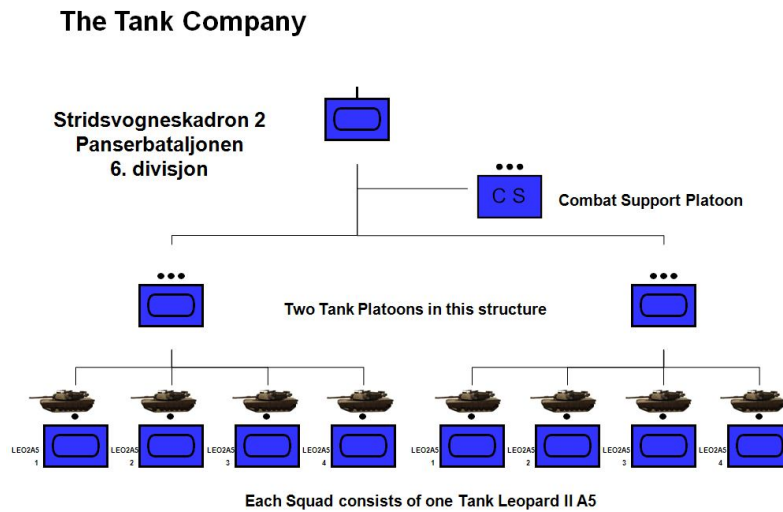 The Tank Company
Stridsvogneskadron 2
Panserbataljonen
6. divisjon
C S
Combat Support Platoon
Two Tank Platoons in this structure
LEO2A5
1
LEO2A5
2
LEO2A5
3
LEO2A5
4
LEO2A5
1
LEO2A5
2
LEO2A5
3
LEO2A5
4
Each Squad consists of one Tank Leopard II A5